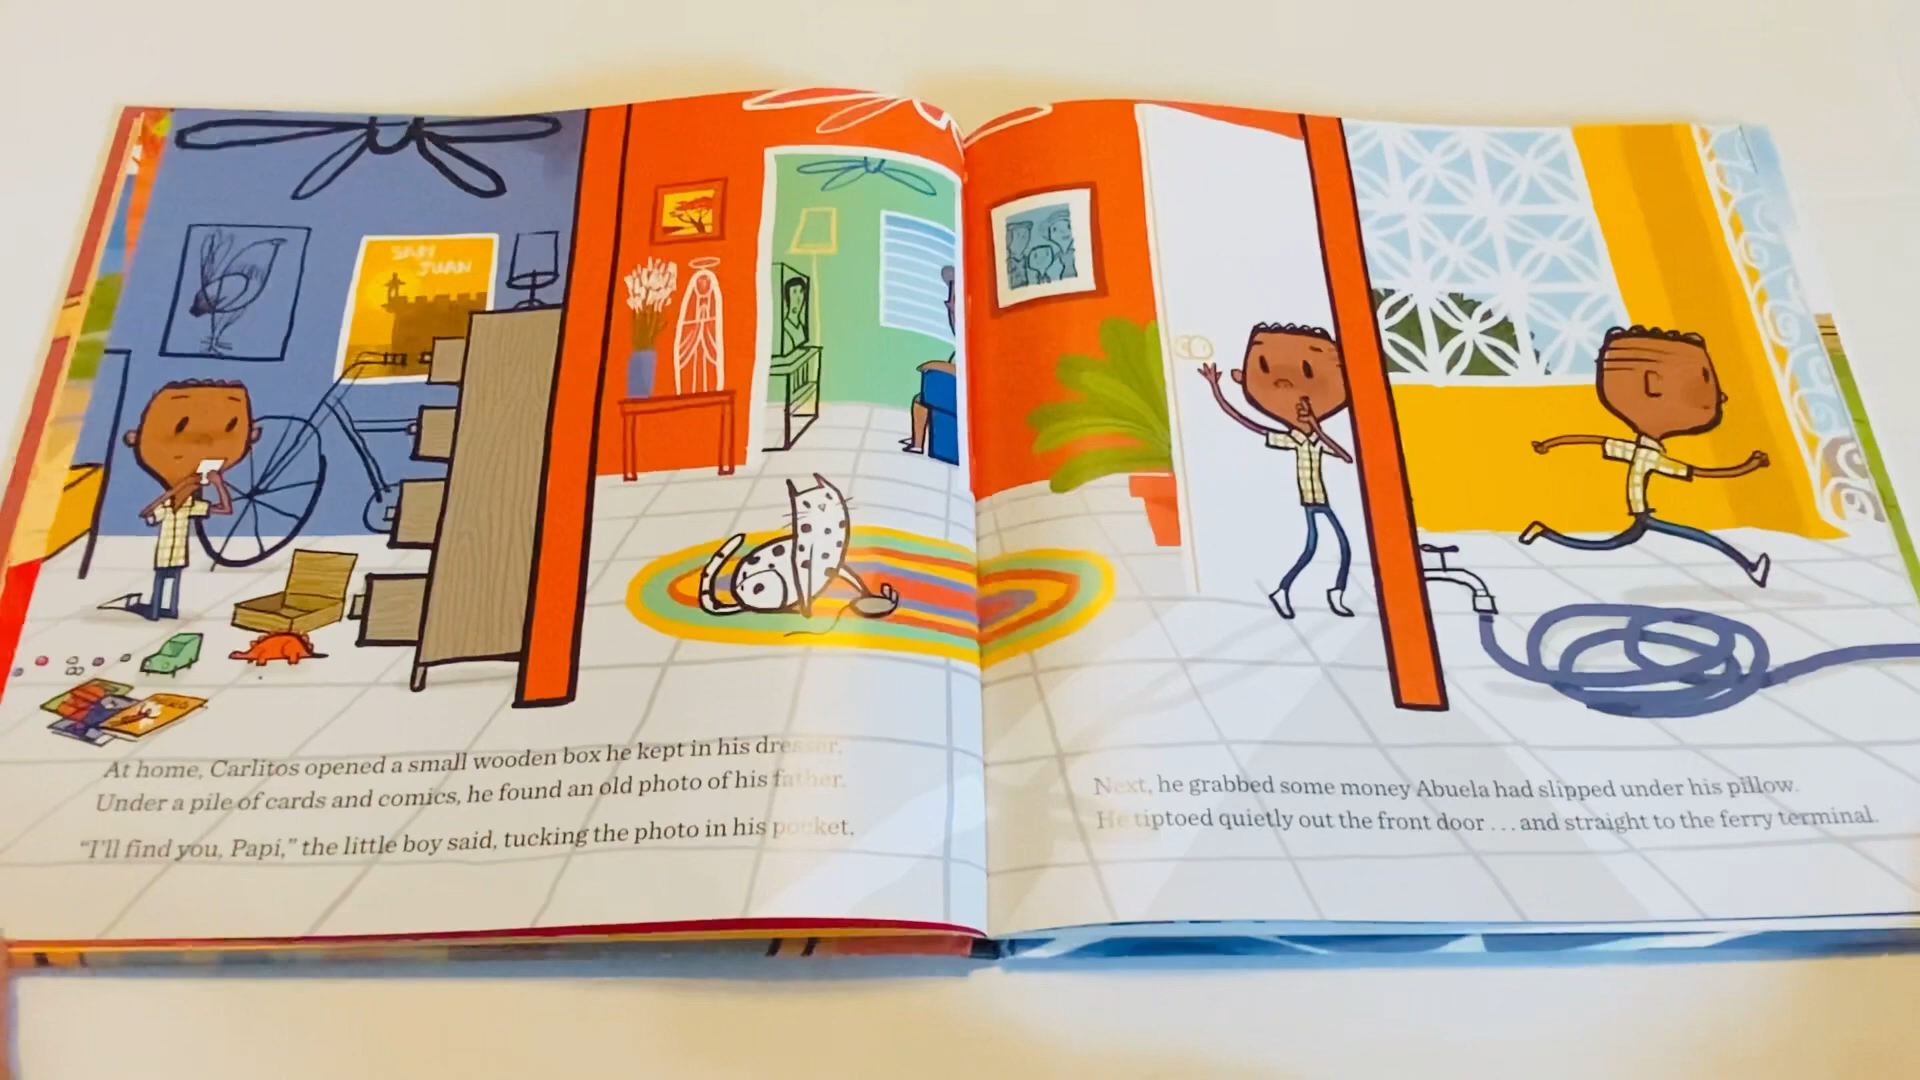 SAN
JUAN
At home, Carlitos opened a small wooden box he kept in his dresser.
Under a pile of cards and comics, he found an old photo of his father.
“I’ll find you, Papi,” the little boy said, tucking the photo in his pocket.
Next, he grabbed some money Abuela had slipped under his pillow.
He tiptoed quietly out the front door . . . and straight to the ferry terminal.